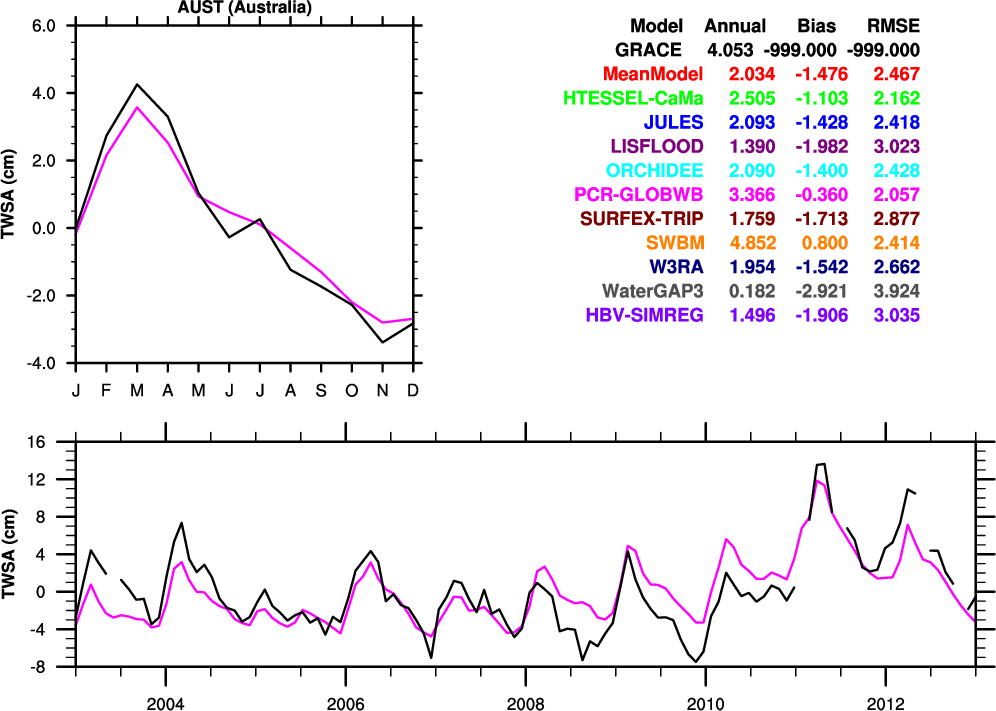 AUST (Australia)
6.0
4.0
2.0
0.0
-2.0
-4.0
TWSA (cm)
J F M A M J J A S O N D
Model Annual Bias RMSE
GRACE 4.053 -999.000 -999.000
MeanModel 2.034 -1.476 2.467
HTESSEL-CaMa 2.505 -1.103 2.162
JULES 2.093 -1.428 2.418
LISFLOOD 1.390 -1.982 3.023
ORCHIDEE 2.090 -1.400 2.428
PCR-GLOBWB 3.366 -0.360 2.057
SURFEX-TRIP 1.759 -1.713 2.877
SWBM 4.852 0.800 2.414
W3RA 1.954 -1.542 2.662
WaterGAP3 0.182 -2.921 3.924
HBV-SIMREG 1.496 -1.906 3.035
16
12
8
4
0
-4
-8
TWSA (cm)
2004 2006 2008 2010 2012